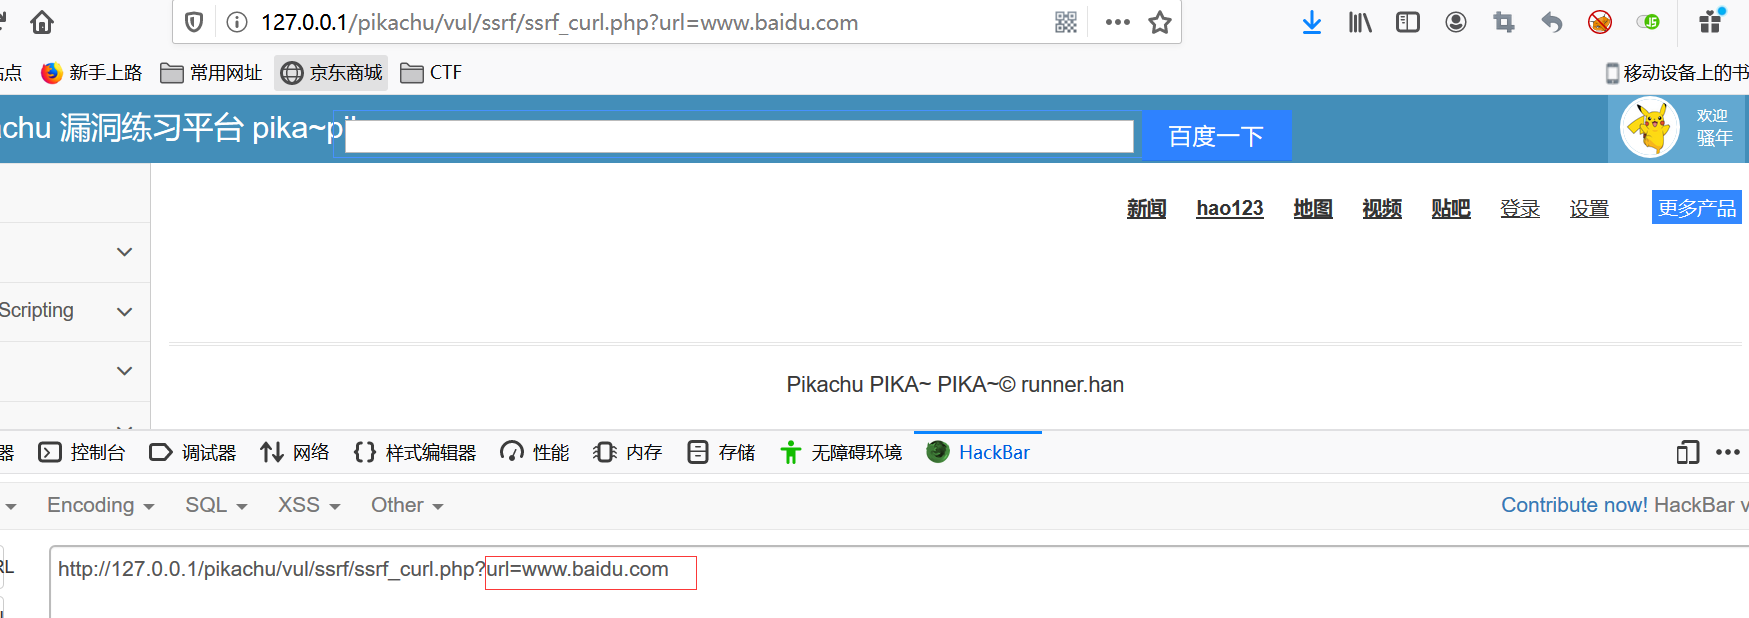 127.0.0.1/pikachu/vul/ssrf/ssrf_curl.php?url=www.baidu.com
站点 新手上路 常用网址 京东商城 CTF 移动设备上的书
achu 漏洞练习平台 pika~pi 百度一下 欢迎
骚年
新闻 hao123 地图 视频 贴吧 登录 设置 更多产品
Scripting
Pikachu PIKA~ PIKA~© runner.han
器 控制台 调试器 网络 样式编辑器 性能 内存 存储 无障碍环境 HackBar
Encoding SQL XSS Other Contribute now! HackBar v
RL http://127.0.0.1/pikachu/vul/ssrf/ssrf_curl.php?url=www.baidu.com